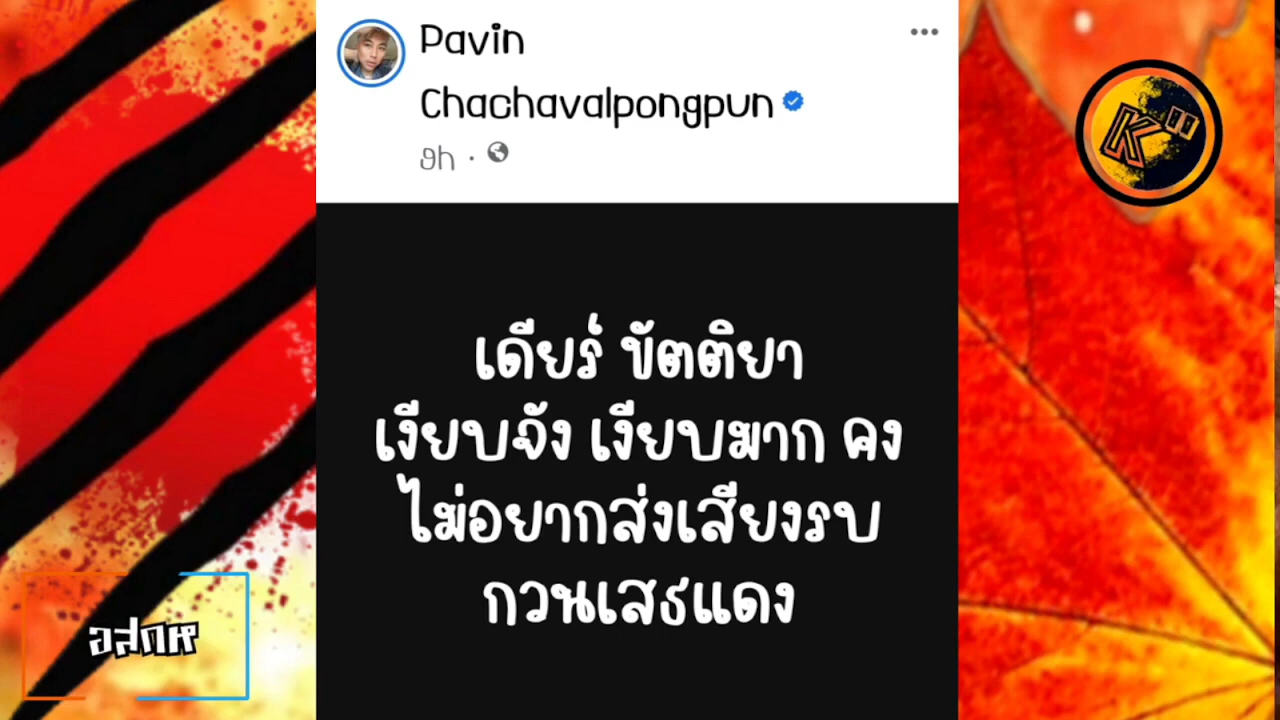 Pavin
Chachavalpongpun
9h
K"
เดียร์ ขัตติยา
เงียบจัง เงียบมาก คง
ไม่อยากส่งเสียงรบ
กวนเสธแดง
อสกห